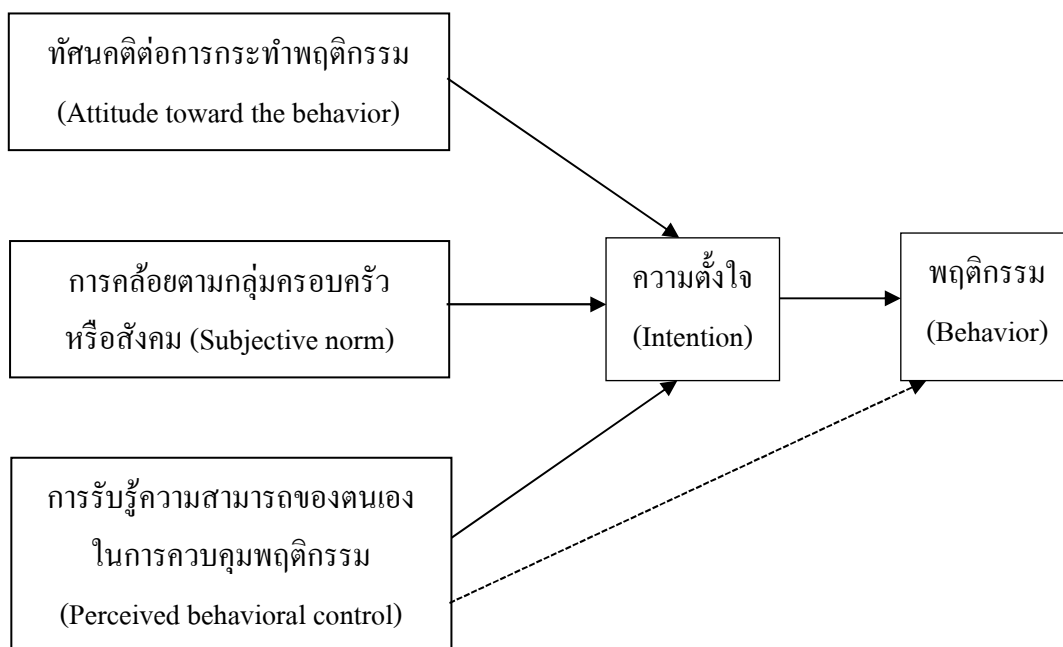 ทัศนคติต่อการกระทำพฤติกรรม
(Attitude toward the behavior)
การคล้อยตามกลุ่มครอบครัว
หรือสังคม (Subjective norm)
การรับรู้ความสามารถของตนเอง
ในการควบคุมพฤติกรรม
(Perceived behavioral control)
ความตั้งใจ
(Intention)
พฤติกรรม
(Behavior)